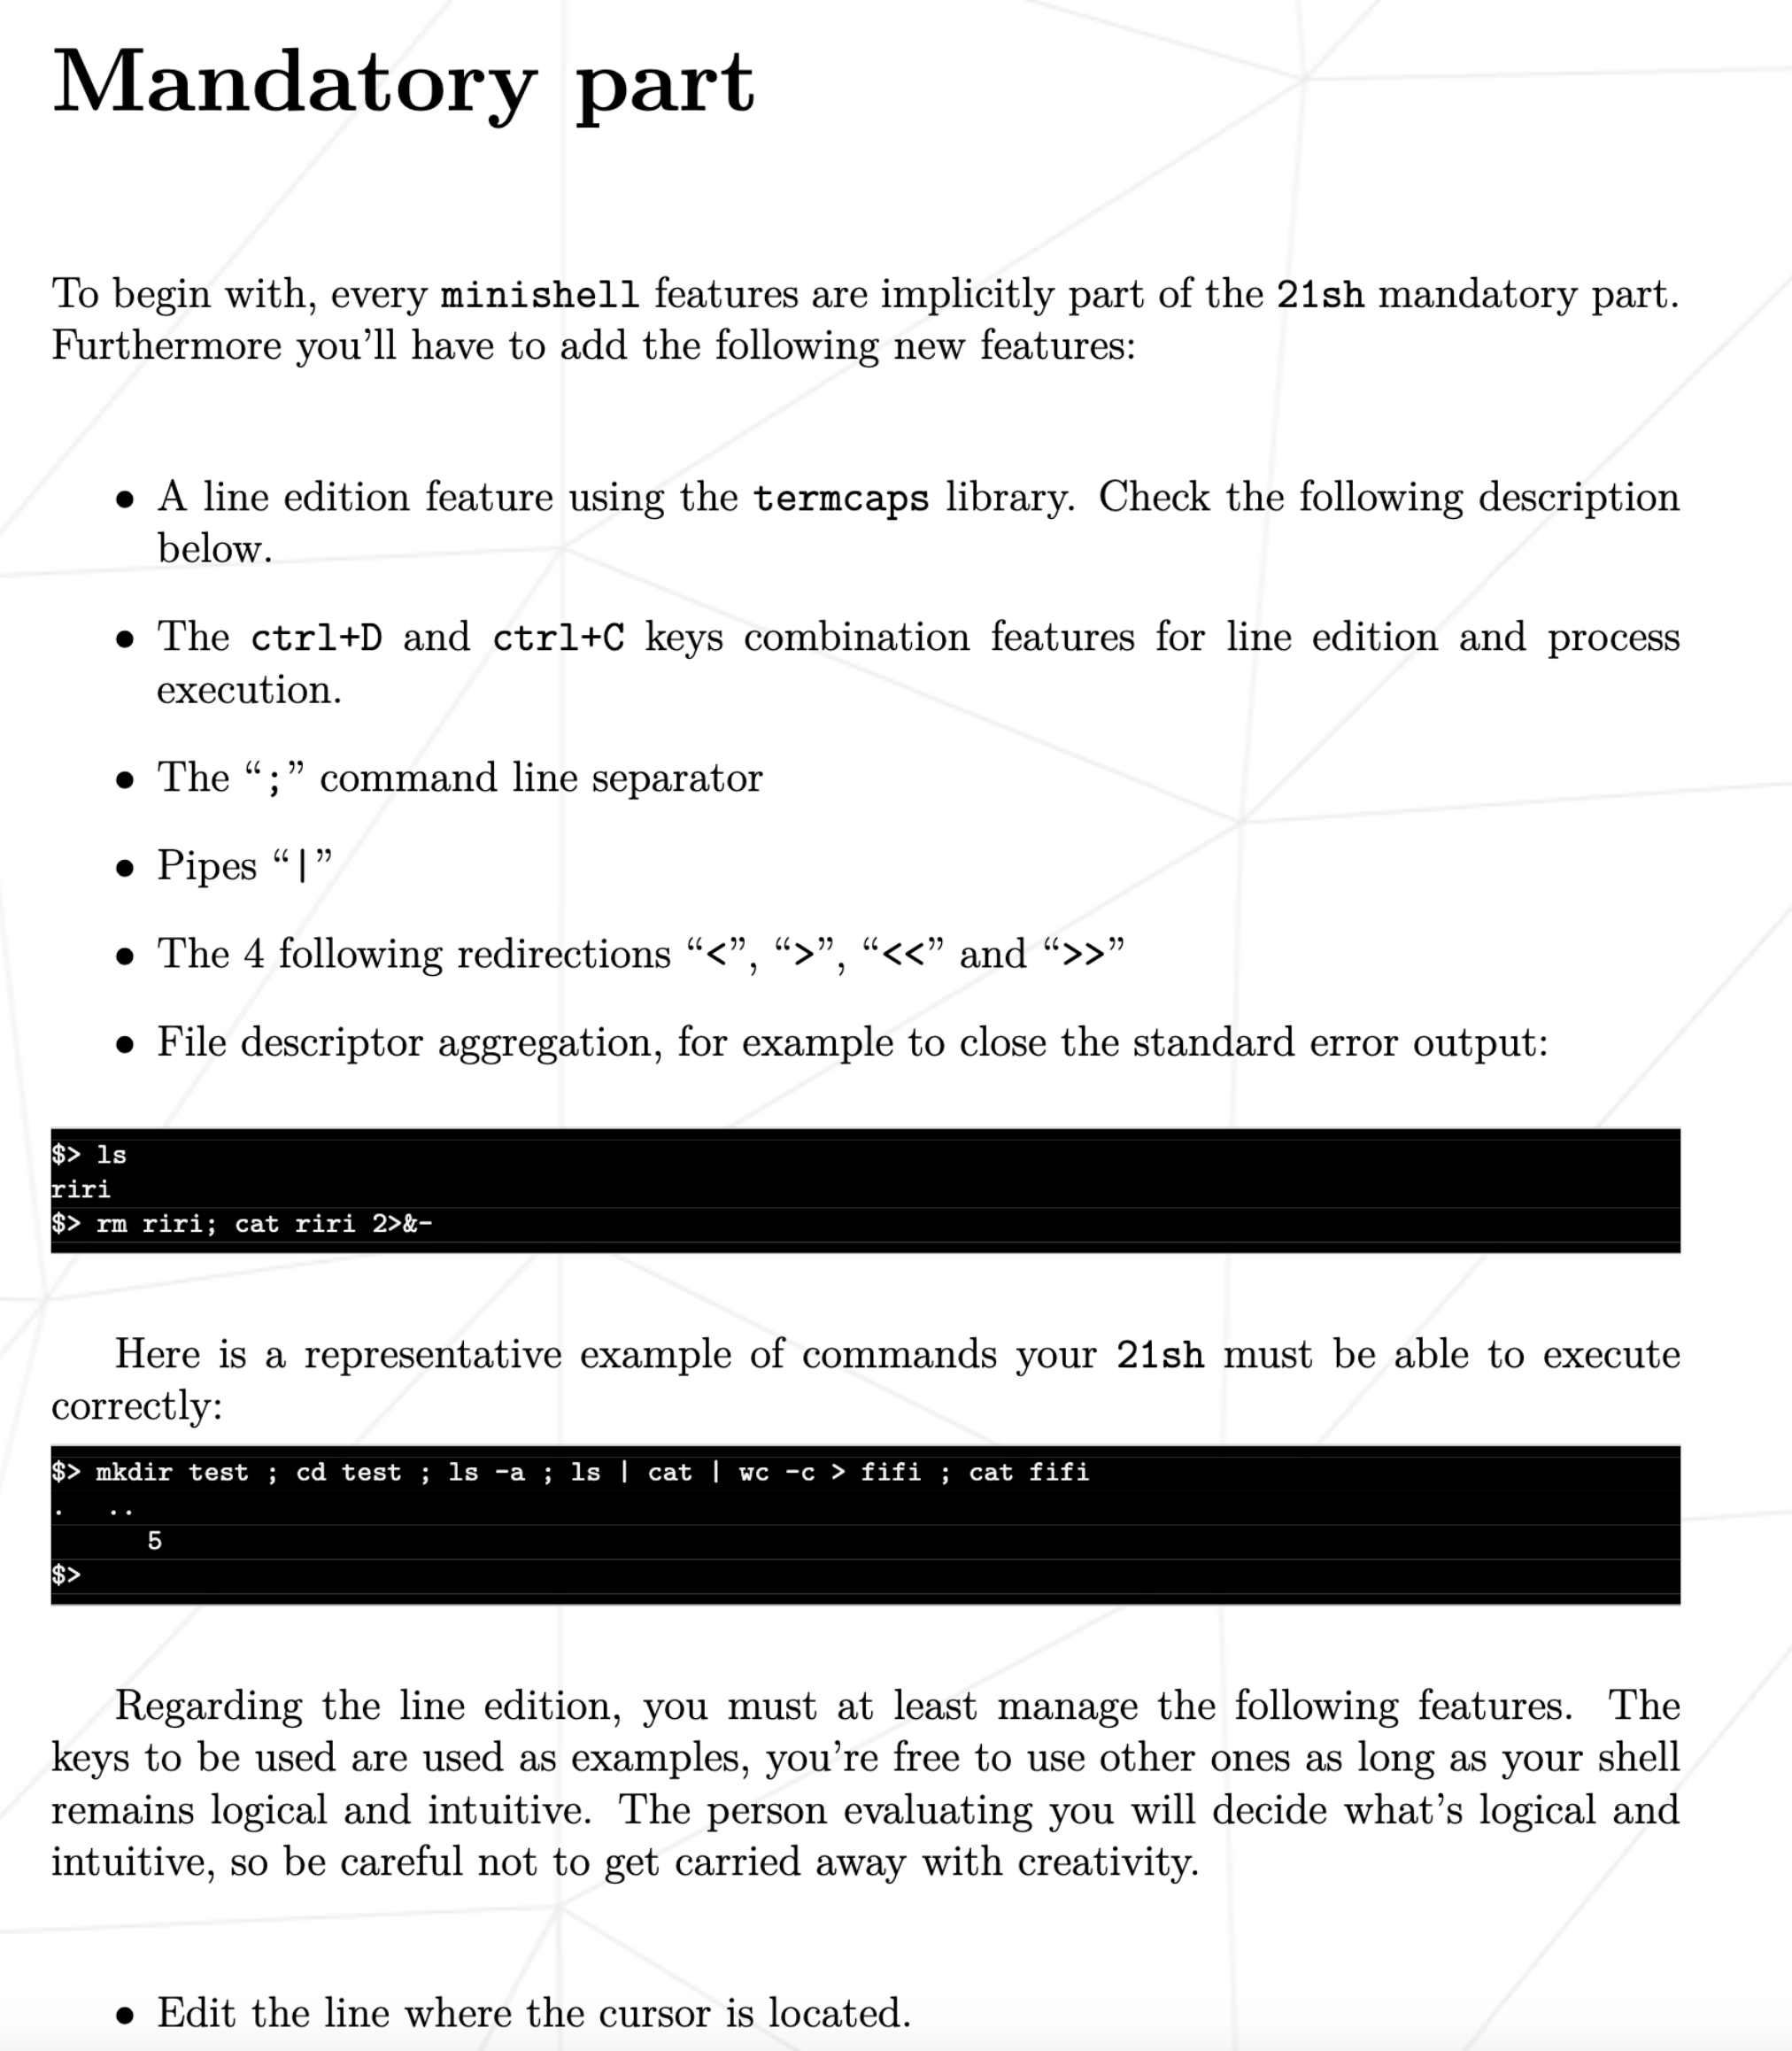 Mandatory part
To begin with, every minishell features are implicitly part of the 21sh mandatory part.
Furthermore you'll have to add the following new features:
• A line edition feature using the termcaps library. Check the following description
below.
• The ctrl+D and ctrl+C keys combination features for line edition and process
execution.
• The “;” command line separator
• Pipes “|”
• The 4 following redirections “<”, “>”, “<<” and “>>”
• File descriptor aggregation, for example to close the standard error output:
$> ls
riri
$> rm riri; cat riri 2>&-
Here is a representative example of commands your 21sh must be able to execute
correctly:
$> mkdir test ; cd test ; ls -a ; ls | cat | wc -c > fifi ; cat fifi
. ..
5
$>
Regarding the line edition, you must at least manage the following features. The
keys to be used are used as examples, you're free to use other ones as long as your shell
remains logical and intuitive. The person evaluating you will decide what's logical and
intuitive, so be careful not to get carried away with creativity.
• Edit the line where the cursor is located.